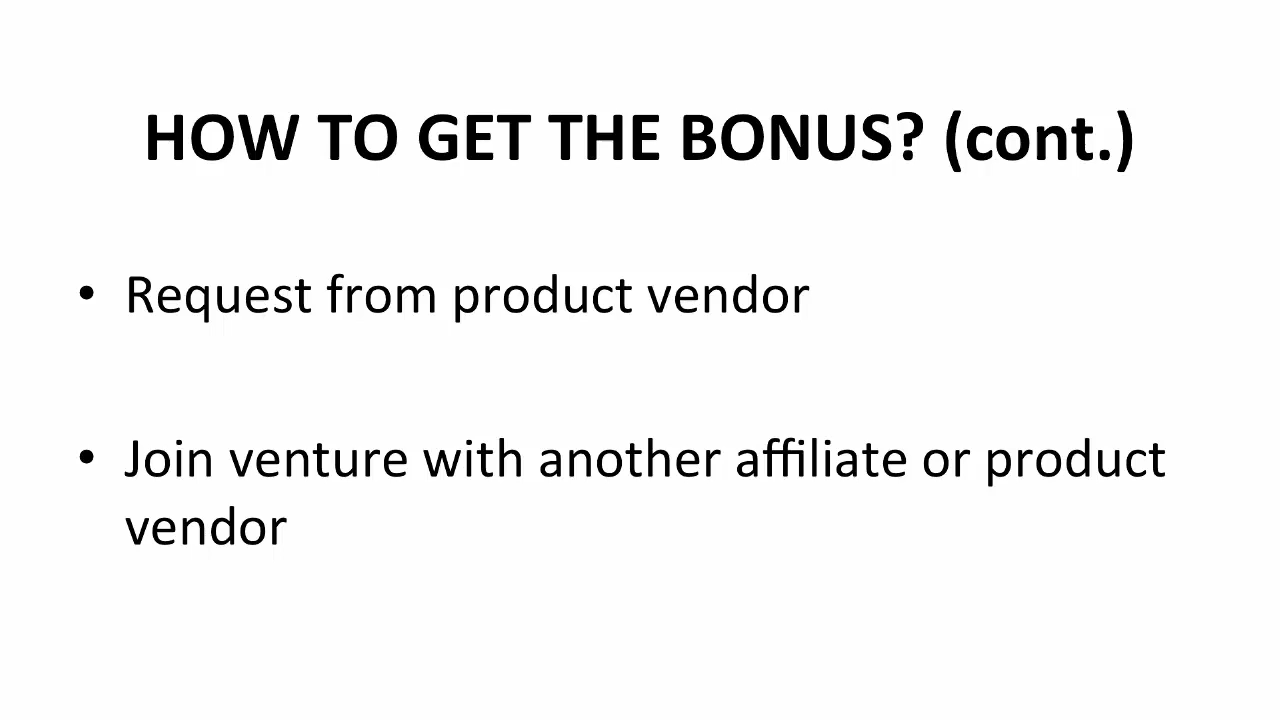 HOW TO GET THE BONUS? (cont.)
• Request from product vendor
• Join venture with another affiliate or product
vendor